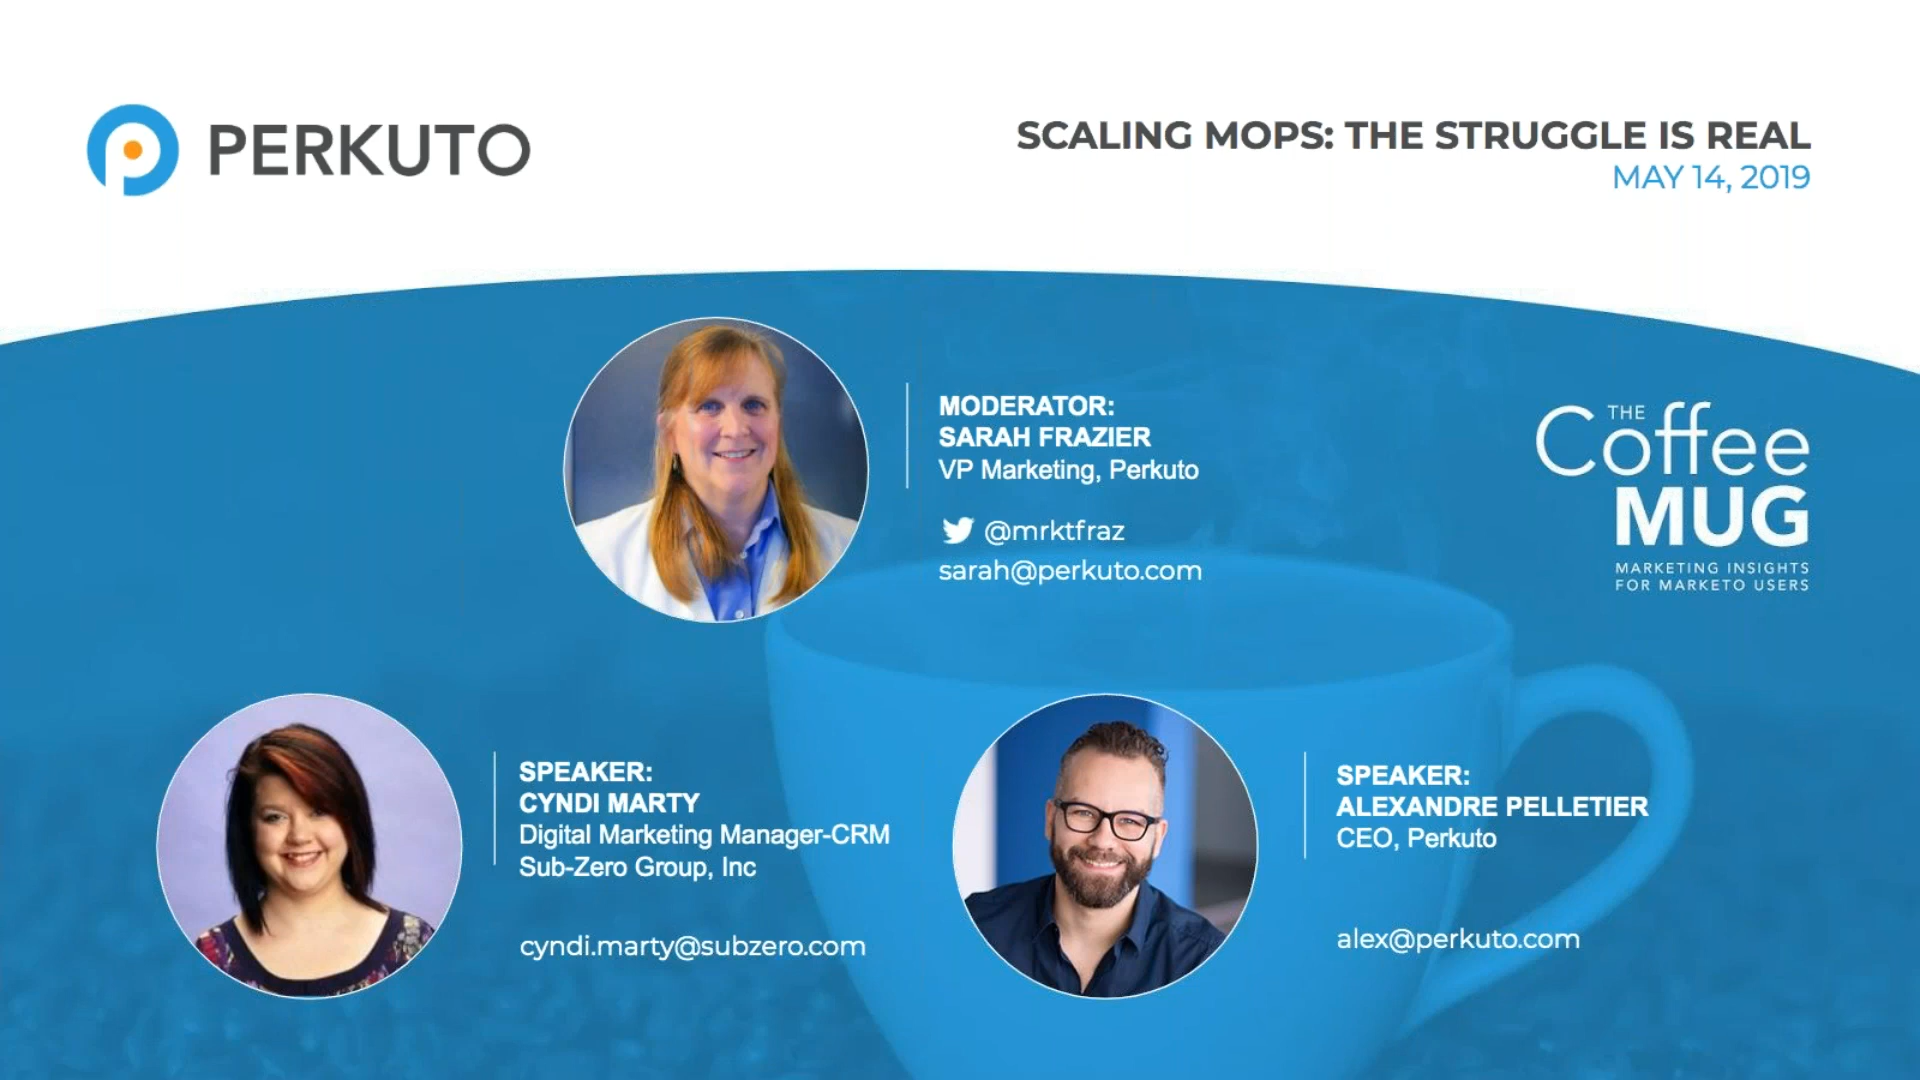 PERKUTO
SCALING MOPS: THE STRUGGLE IS REAL
MAY 14, 2019
MODERATOR:
SARAH FRAZIER
VP Marketing, Perkuto
@mrktfraz
sarah@perkuto.com
THE
Coffee
MUG
MARKETING INSIGHTS
FOR MARKETO USERS
SPEAKER:
CYNDI MARTY
Digital Marketing Manager-CRM
Sub-Zero Group, Inc
cyndi.marty@subzero.com
SPEAKER:
ALEXANDRE PELLETIER
CEO, Perkuto
alex@perkuto.com